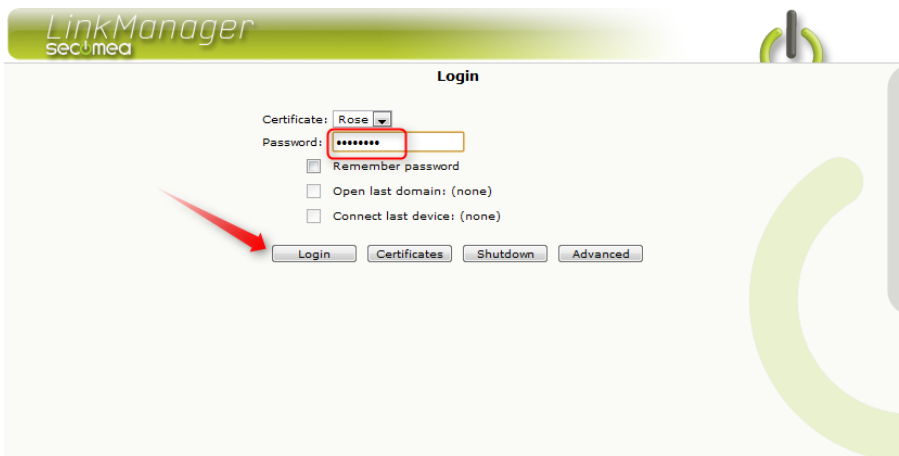 LinkManager
secomea
Login
Certificate: Rose
Password: ••••••••
Remember password
Open last domain: (none)
Connect last device: (none)
Login Certificates Shutdown Advanced